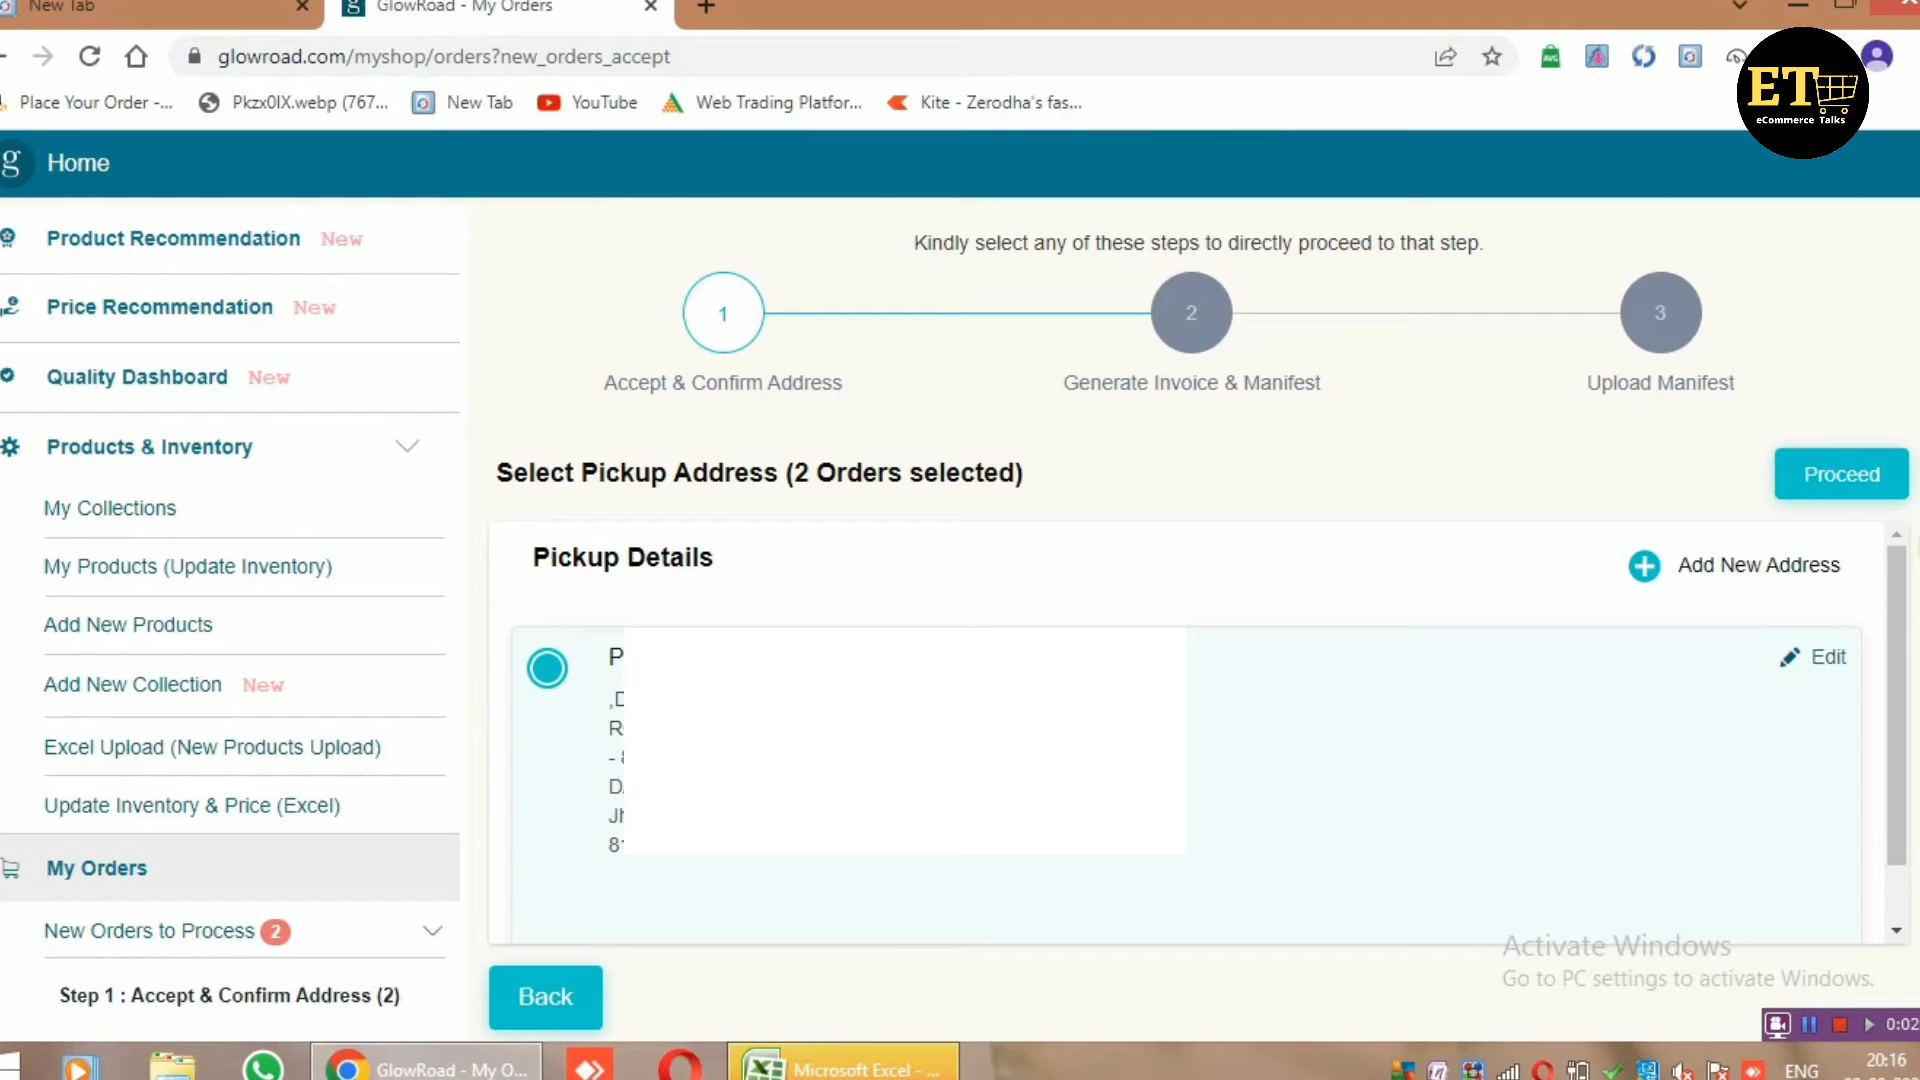 New Tab
GlowRoad - My Orders
glowroad.com/myshop/orders?new_orders_accept
Place Your Order -...
Pkzx0IX.webp (767...
New Tab
YouTube
Web Trading Platfor...
Kite - Zerodha's fas...
ET
eCommerce Talks
g Home
Product Recommendation New
Price Recommendation New
Quality Dashboard New
Products & Inventory
My Collections
My Products (Update Inventory)
Add New Products
Add New Collection New
Excel Upload (New Products Upload)
Update Inventory & Price (Excel)
My Orders
New Orders to Process 2
Step 1 : Accept & Confirm Address (2)
Kindly select any of these steps to directly proceed to that step.
1
2
3
Accept & Confirm Address
Generate Invoice & Manifest
Upload Manifest
Select Pickup Address (2 Orders selected)
Proceed
Pickup Details
Add New Address
P
Edit
Back
Activate Windows
Go to PC settings to activate Windows.
0:02
GlowRoad - My O...
Microsoft Excel - ...
ENG
20:16